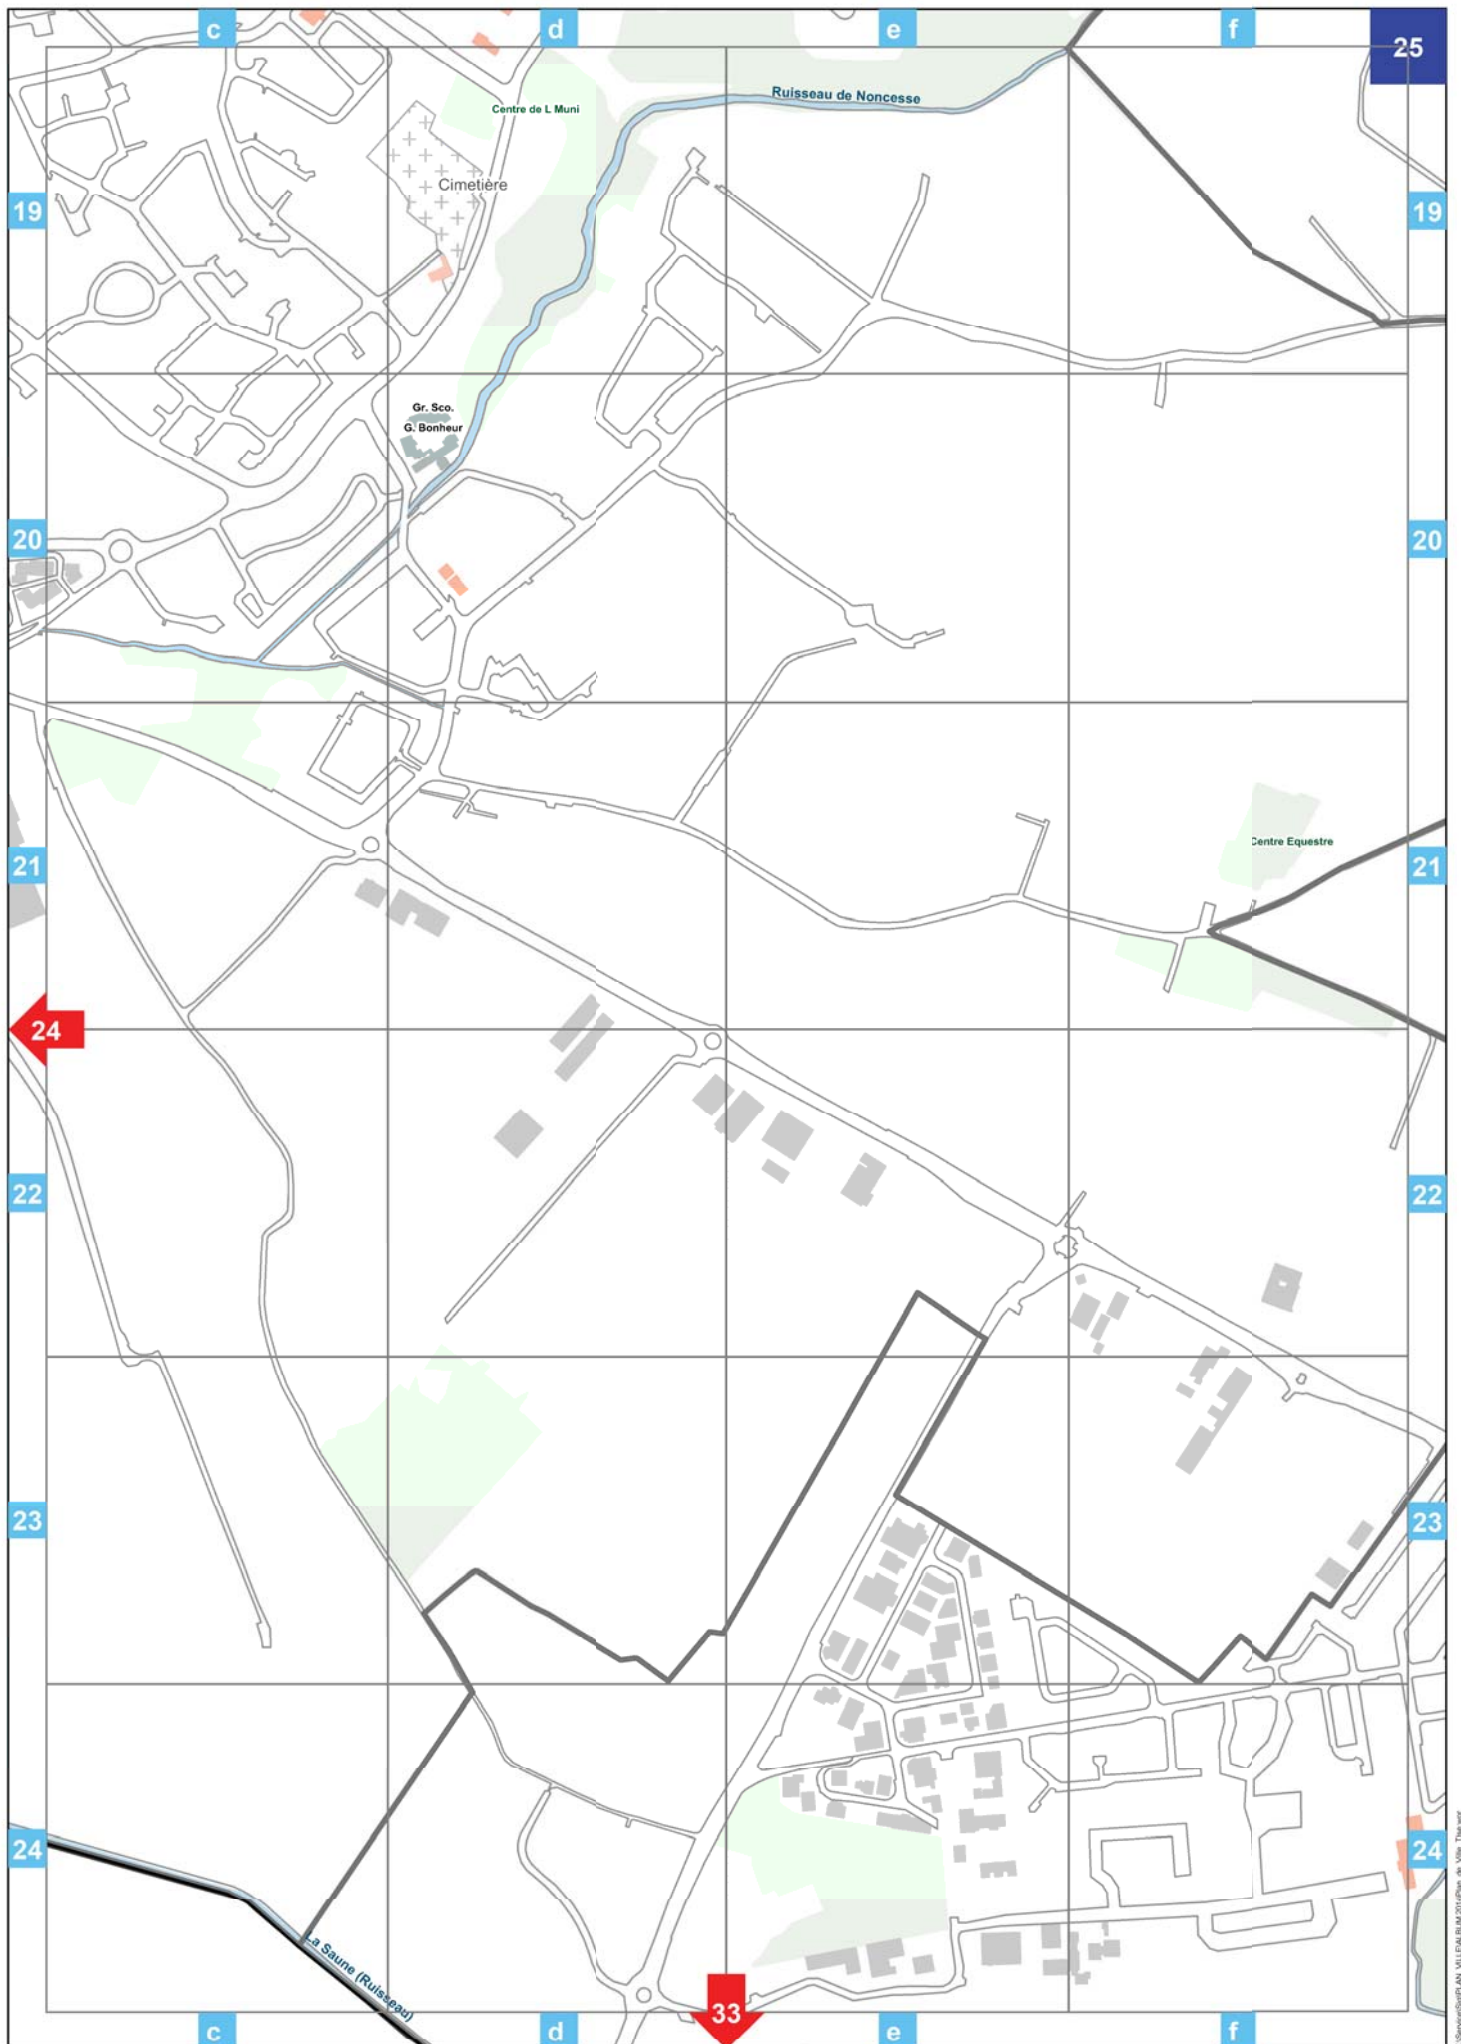 c d e f
25
Ruisseau de Noncesse
Centre de L Muni
Cimetière
19 19
Gr. Sco.
G. Bonheur
20 20
Centre Equestre
21 21
24
22 22
23 23
24 24
La Saune (Ruisseau)
33
c d e f